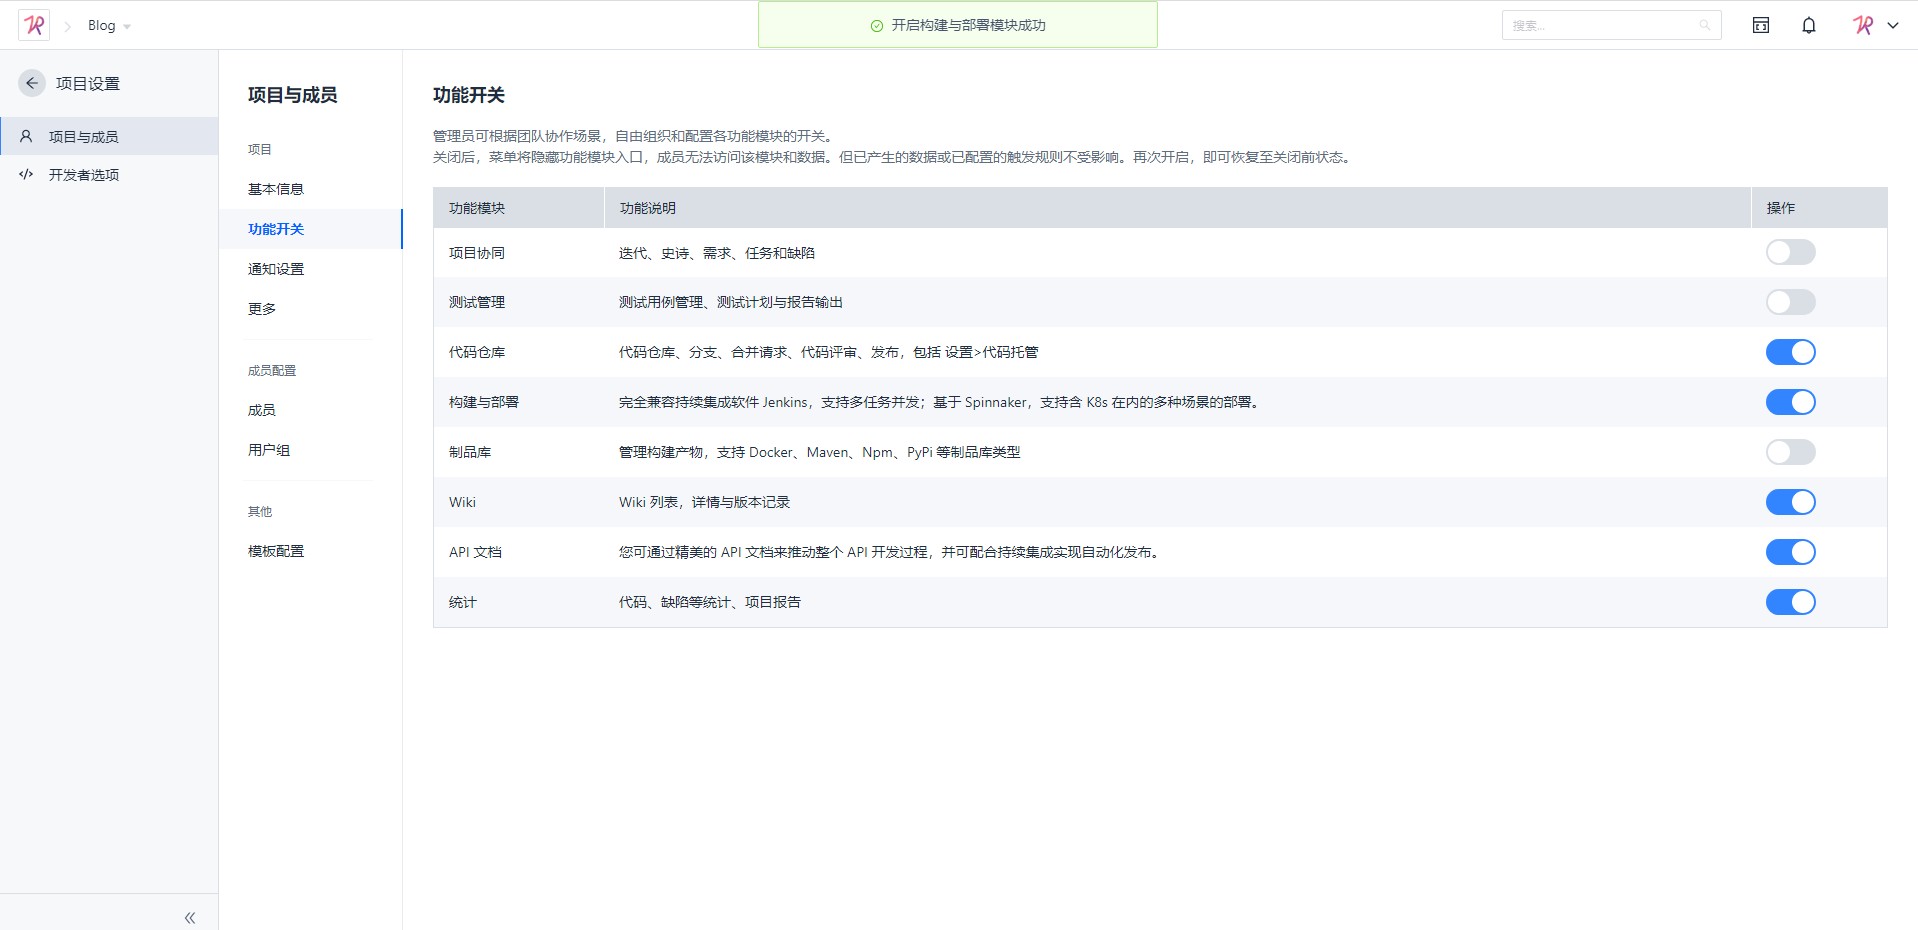 Blog
开启构建与部署模块成功
搜索...
项目设置
项目与成员
开发者选项
项目与成员
项目
基本信息
功能开关
通知设置
更多
成员配置
成员
用户组
其他
模板配置
功能开关
管理员可根据团队协作场景，自由组织和配置各功能模块的开关。
关闭后，菜单将隐藏功能模块入口，成员无法访问该模块和数据。但已产生的数据或已配置的触发规则不受影响。再次开启，即可恢复至关闭前状态。
功能模块 功能说明 操作
项目协同 迭代、史诗、需求、任务和缺陷
测试管理 测试用例管理、测试计划与报告输出
代码仓库 代码仓库、分支、合并请求、代码评审、发布，包括 设置>代码托管
构建与部署 完全兼容持续集成软件 Jenkins，支持多任务并发；基于 Spinnaker，支持含 K8s 在内的多种场景的部署。
制品库 管理构建产物，支持 Docker、Maven、Npm、PyPi 等制品库类型
Wiki Wiki 列表，详情与版本记录
API 文档 您可通过精美的 API 文档来推动整个 API 开发过程，并可配合持续集成实现自动化发布。
统计 代码、缺陷等统计、项目报告